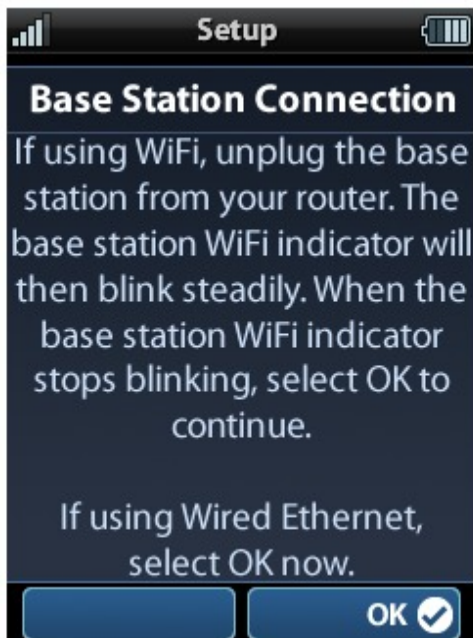 Setup
Base Station Connection
If using WiFi, unplug the base
station from your router. The
base station WiFi indicator will
then blink steadily. When the
base station WiFi indicator
stops blinking, select OK to
continue.
If using Wired Ethernet,
select OK now.
OK